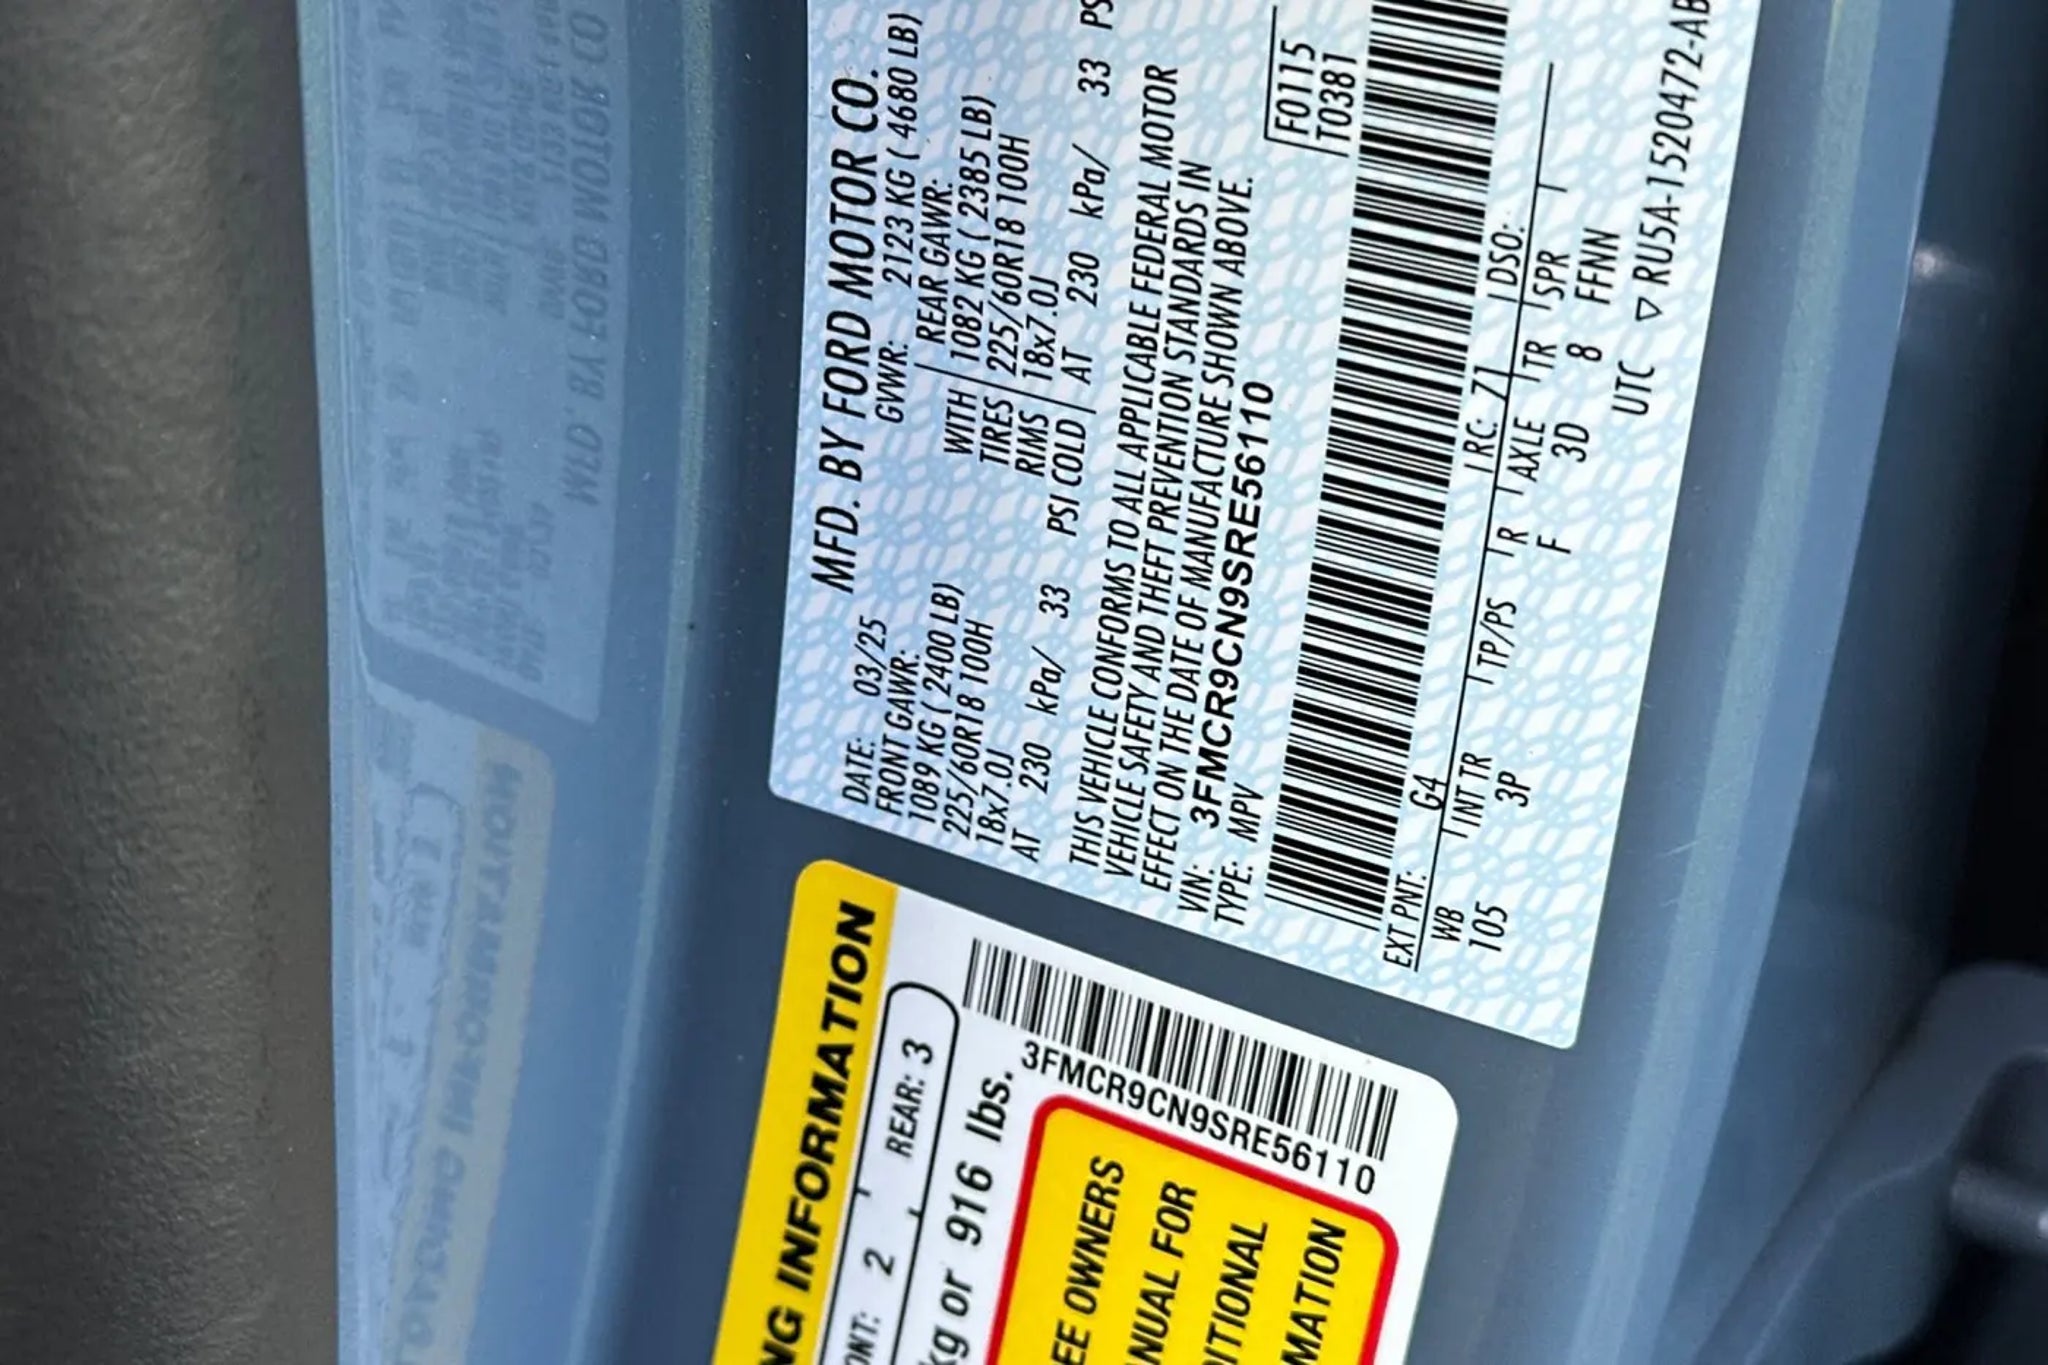 MFD. BY FORD MOTOR CO.
DATE: 03/25 GVWR: 2123 KG ( 4680 LB)
FRONT GAWR: REAR GAWR:
1089 KG ( 2400 LB) WITH 1082 KG ( 2385 LB)
225/60R18 100H TIRES 225/60R18 100H
18x7.0J RIMS 18x7.0J
AT 230 kPa/ 33 PSI COLD AT 230 kPa/ 33 PS
THIS VEHICLE CONFORMS TO ALL APPLICABLE FEDERAL MOTOR
VEHICLE SAFETY AND THEFT PREVENTION STANDARDS IN
EFFECT ON THE DATE OF MANUFACTURE SHOWN ABOVE.
VIN: 3FMCR9CN9SRE56110
TYPE: MPV
F0115
T0381
EXT PNT: G4 RC: 71 DSO:
WB INT TR TP/PS R AXLE TR SPR
105 3P F 3D 8 FFNN
UTC ▽ RU5A-1520472-AB
NG INFORMATION
ONT: 2 REAR: 3
kg or 916 lbs.
3FMCR9CN9SRE56110
EE OWNERS
ANUAL FOR
DITIONAL
MATION